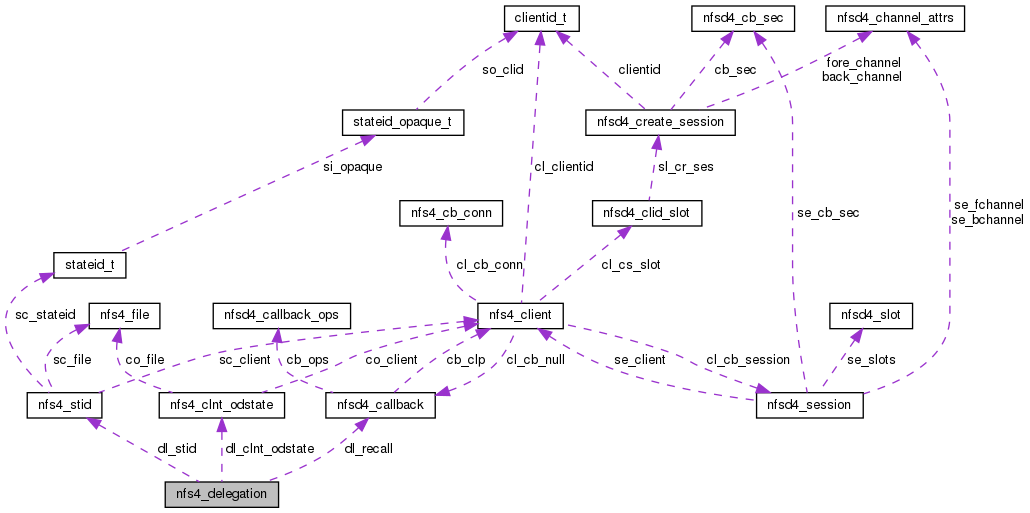 clientid_t
nfsd4_cb_sec
nfsd4_channel_attrs
so_clid
clientid
cb_sec
fore_channel
back_channel
stateid_opaque_t
nfsd4_create_session
si_opaque
cl_clientid
sl_cr_ses
nfs4_cb_conn
nfsd4_clid_slot
se_cb_sec
se_fchannel
se_bchannel
stateid_t
cl_cb_conn
cl_cs_slot
nfs4_file
nfsd4_callback_ops
nfs4_client
nfsd4_slot
sc_stateid
sc_file
co_file
sc_client
cb_ops
co_client
cb_clp
cl_cb_null
se_client
cl_cb_session
se_slots
nfs4_stid
nfs4_clnt_odstate
nfsd4_callback
nfsd4_session
dl_stid
dl_clnt_odstate
dl_recall
nfs4_delegation